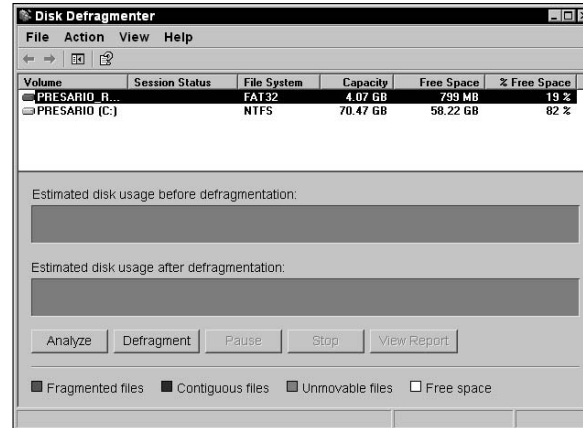 Disk Defragmenter
File Action View Help
Volume Session Status File System Capacity Free Space % Free Space
PRESARIO_R... FAT32 4.07 GB 799 MB 19 %
PRESARIO (C:) NTFS 70.47 GB 58.22 GB 82 %
Estimated disk usage before defragmentation:
Estimated disk usage after defragmentation:
Analyze Defragment Pause Stop View Report
Fragmented files Contiguous files Unmovable files Free space